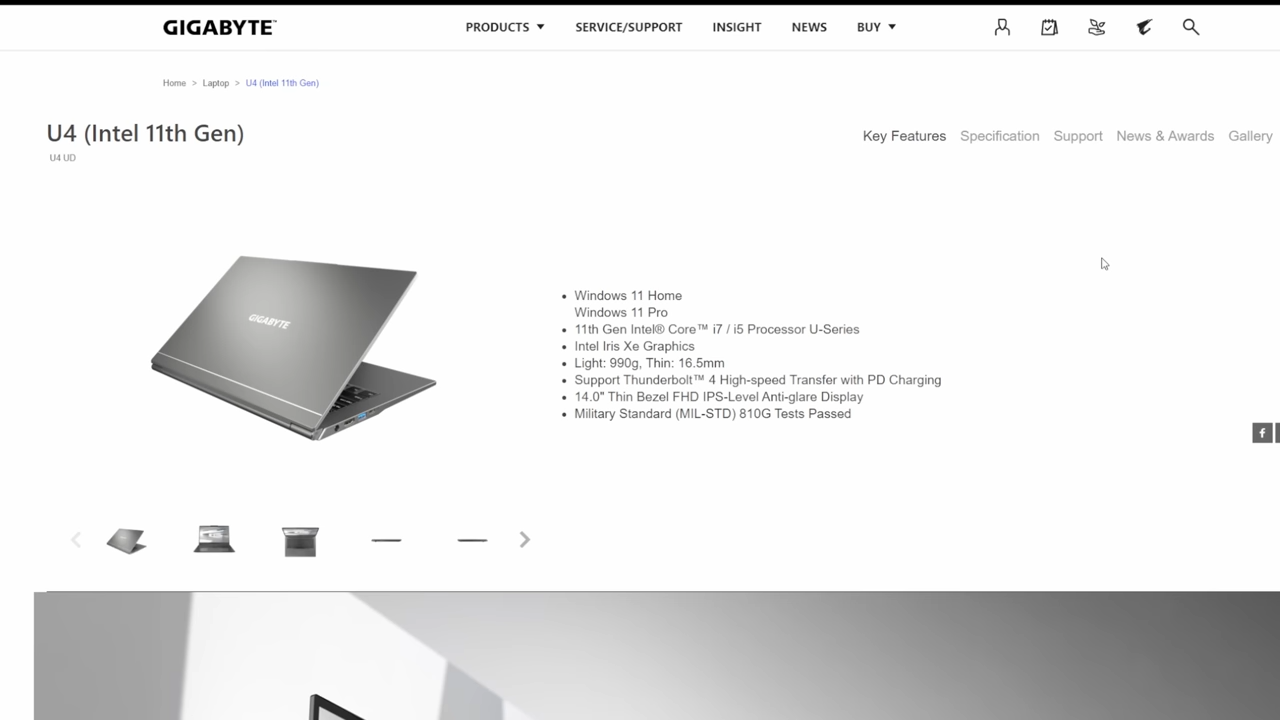 GIGABYTE™
PRODUCTS SERVICE/SUPPORT INSIGHT NEWS BUY
Home > Laptop > U4 (Intel 11th Gen)
U4 (Intel 11th Gen)
U4 UD
Key Features Specification Support News & Awards Gallery
GIGABYTE
• Windows 11 Home
Windows 11 Pro
• 11th Gen Intel® Core™ i7 / i5 Processor U-Series
• Intel Iris Xe Graphics
• Light: 990g, Thin: 16.5mm
• Support Thunderbolt™ 4 High-speed Transfer with PD Charging
• 14.0" Thin Bezel FHD IPS-Level Anti-glare Display
• Military Standard (MIL-STD) 810G Tests Passed